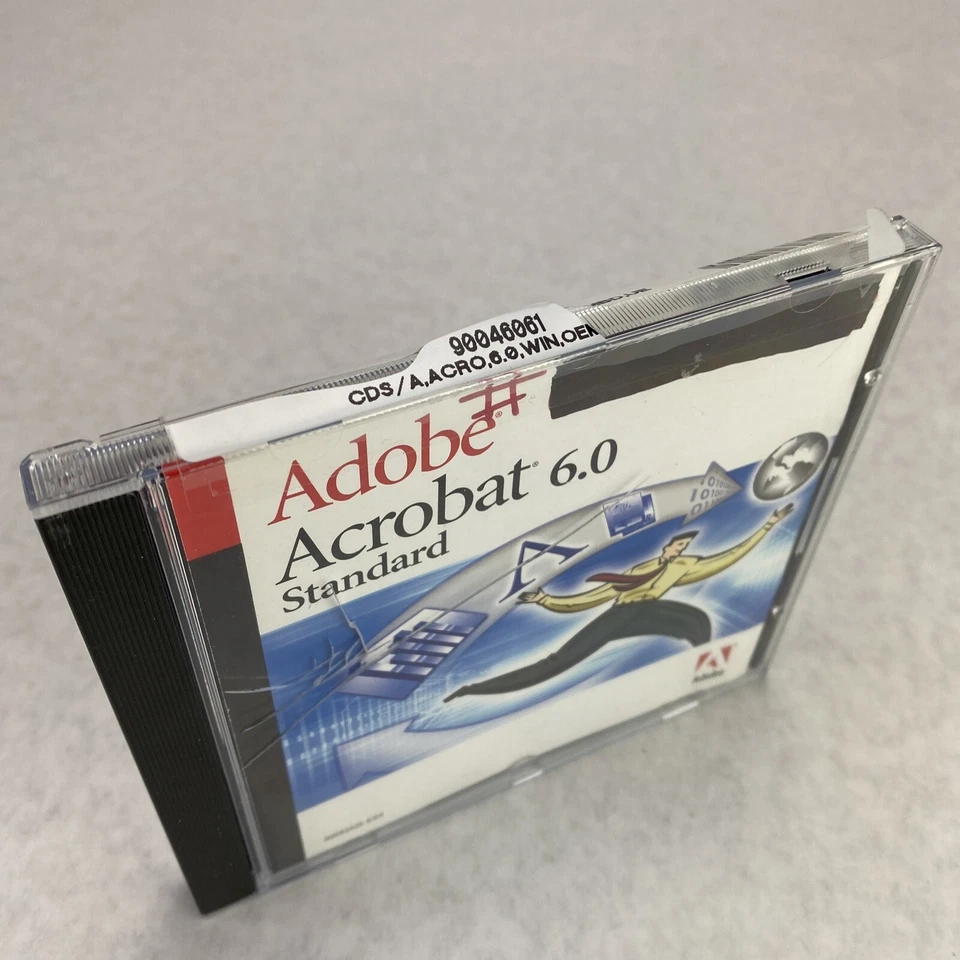 90046061
CDS/A,ACRO,6.0,WIN,OEM
#
Adobe®
Acrobat® 6.0
Standard
A
Adobe